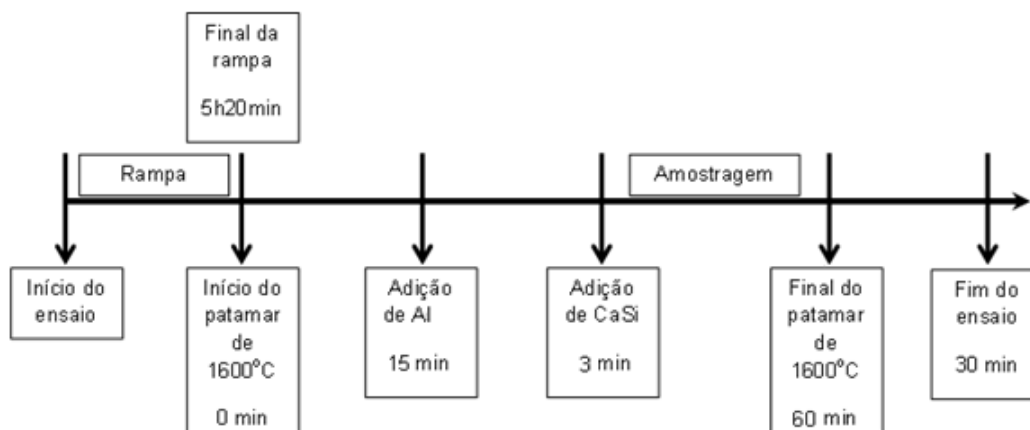 Final da
rampa
5h20min
Rampa
Amostragem
Início do
ensaio
Início do
patamar
de
1600°C
0 min
Adição
de Al
15 min
Adição
de CaSi
3 min
Final do
patamar
de
1600°C
60 min
Fim do
ensaio
30 min